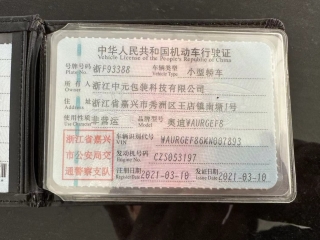 中华人民共和国机动车行驶证
Vehicle License of the People's Republic of China
号牌号码 浙F93388 车辆类型 小型轿车
Plate No. Vehicle Type
所有人 浙江中元包装科技有限公司
Owner
住址 浙江省嘉兴市秀洲区王店镇南塘1号
Address
使用性质 非营运 品牌型号 奥迪WAURGEF8
Use Character Model
浙江省嘉兴
市公安局交
通警察支队
车辆识别代号 WAURGEF8GKN007893
VIN
发动机号码 CZS053197
Engine No.
注册日期 2021-03-10 发证日期 2021-03-10
Register Date Issue Date